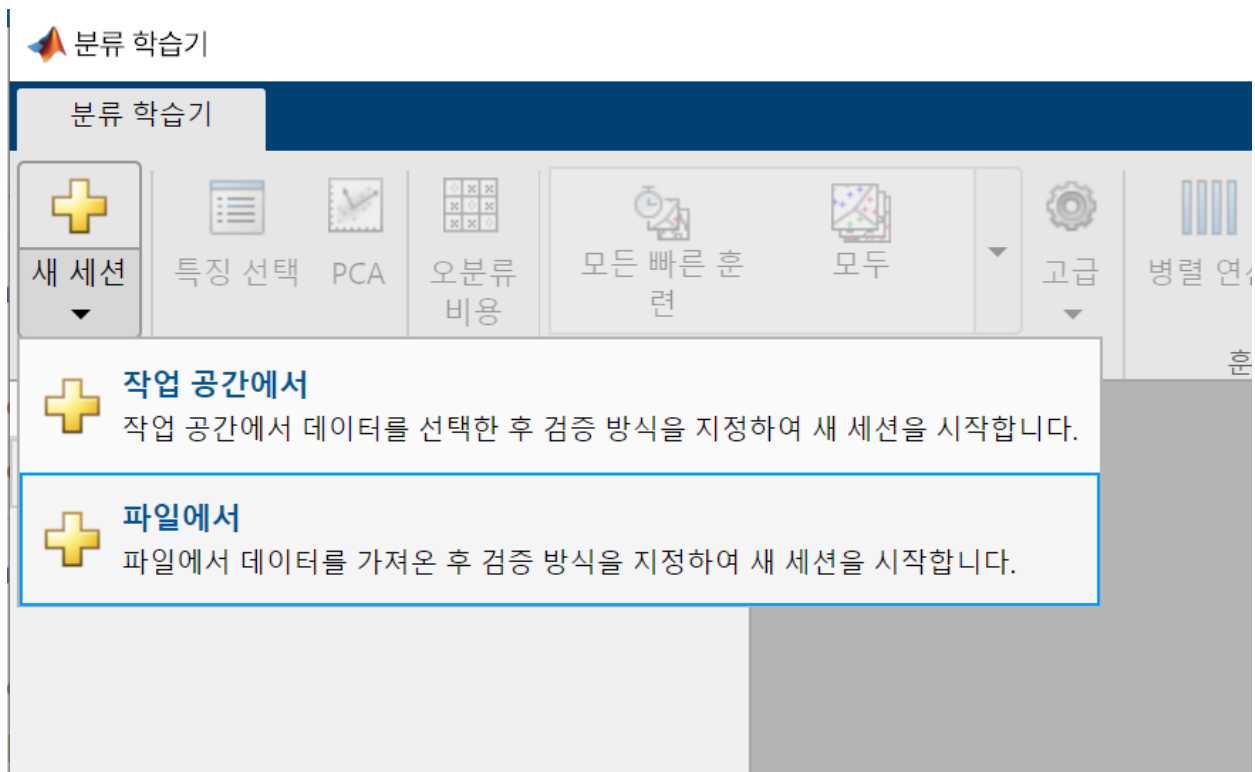 분류 학습기
분류 학습기
새 세션
특징 선택
PCA
오분류
비용
모든 빠른 훈
련
모두
고급
병렬
훈
작업 공간에서
작업 공간에서 데이터를 선택한 후 검증 방식을 지정하여 새 세션을 시작합니다.
파일에서
파일에서 데이터를 가져온 후 검증 방식을 지정하여 새 세션을 시작합니다.